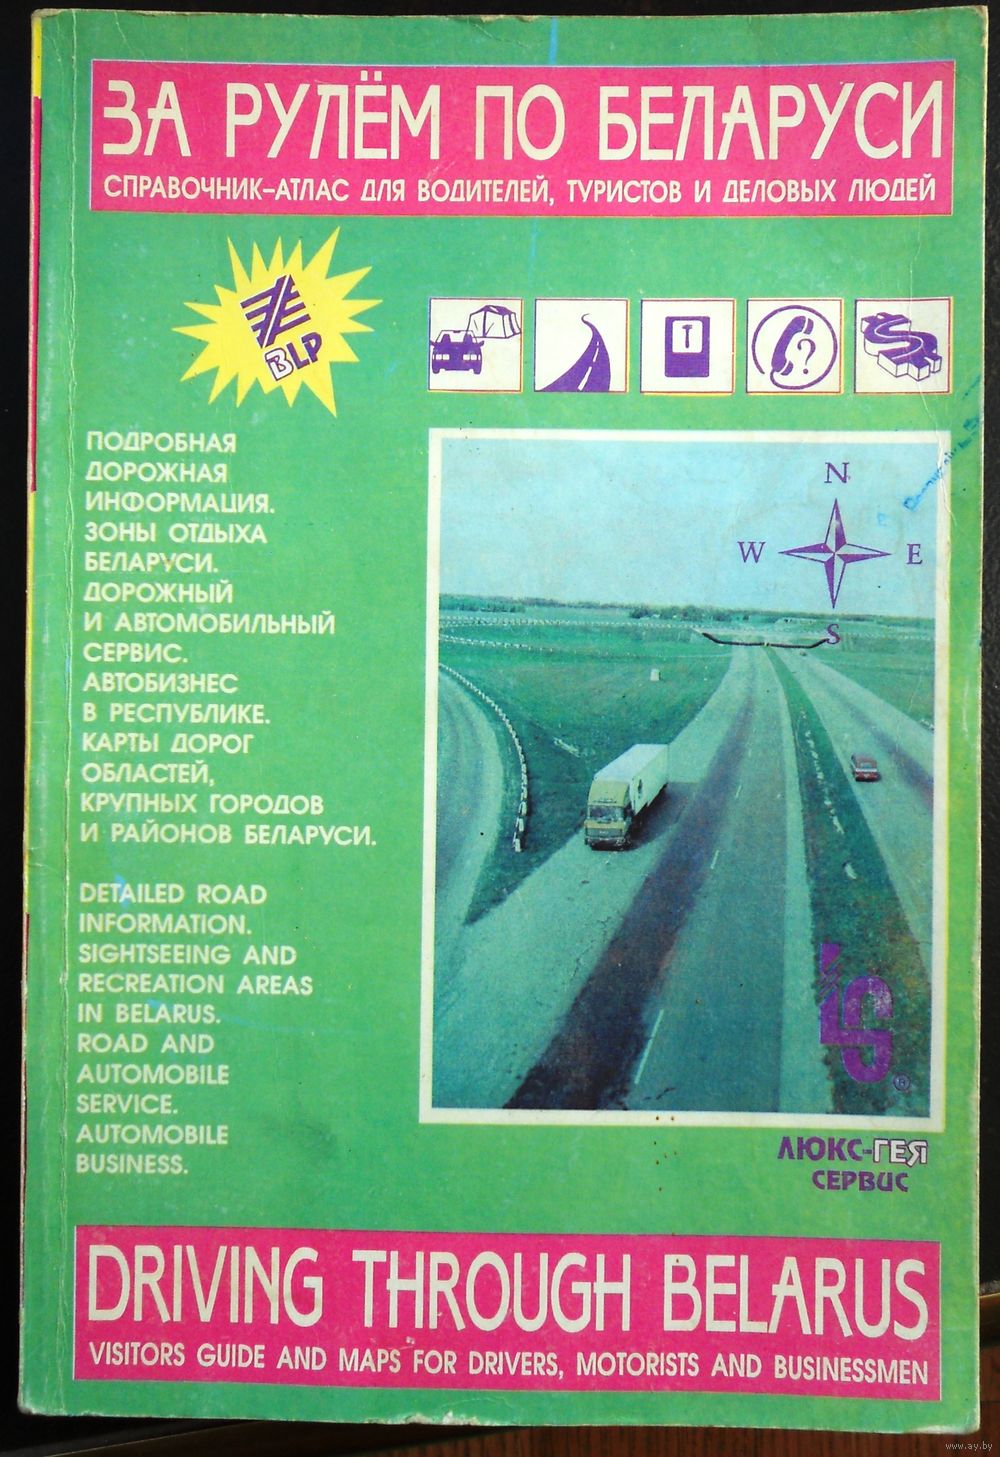 ЗА РУЛЁМ ПО БЕЛАРУСИ
СПРАВОЧНИК-АТЛАС ДЛЯ ВОДИТЕЛЕЙ, ТУРИСТОВ И ДЕЛОВЫХ ЛЮДЕЙ
BLP
?
ПОДРОБНАЯ
ДОРОЖНАЯ
ИНФОРМАЦИЯ.
ЗОНЫ ОТДЫХА
БЕЛАРУСИ.
ДОРОЖНЫЙ
И АВТОМОБИЛЬНЫЙ
СЕРВИС.
АВТОБИЗНЕС
В РЕСПУБЛИКЕ.
КАРТЫ ДОРОГ
ОБЛАСТЕЙ,
КРУПНЫХ ГОРОДОВ
И РАЙОНОВ БЕЛАРУСИ.
N
W E
S
DETAILED ROAD
INFORMATION.
SIGHTSEEING AND
RECREATION AREAS
IN BELARUS.
ROAD AND
AUTOMOBILE
SERVICE.
AUTOMOBILE
BUSINESS.
®
ЛЮКС-ГЕЯ
СЕРВИС
DRIVING THROUGH BELARUS
VISITORS GUIDE AND MAPS FOR DRIVERS, MOTORISTS AND BUSINESSMEN
www.ay.by